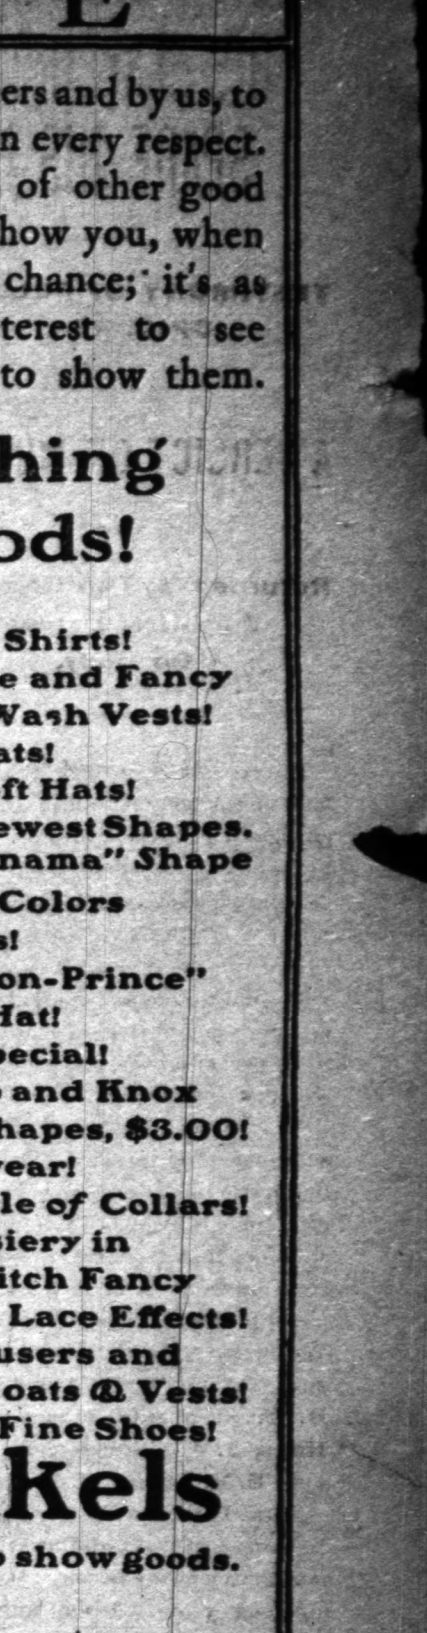 E
ers and by us, to
n every respect.
of other good
how you, when
chance; it's as
terest to see
to show them.
hing
ods!
Shirts!
e and Fancy
Wash Vests!
ats!
ft Hats!
ewest Shapes.
nama" Shape
Colors
s!
on-Prince"
Hat!
pecial!
and Knox
hapes, $3.00!
year!
le of Collars!
siery in
itch Fancy
Lace Effects!
users and
oats & Vests!
Fine Shoes!
kels
o show goods.